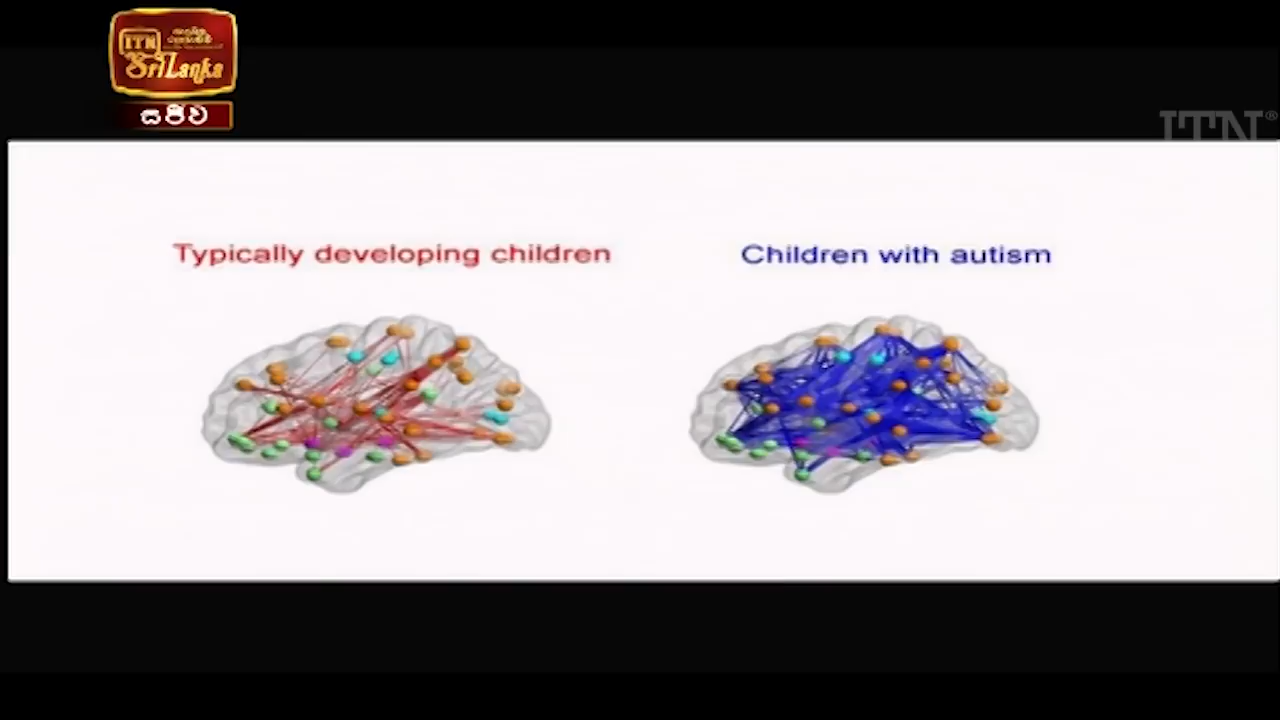 ITN
Sri Lanka
සජීව
ITN®
Typically developing children
Children with autism